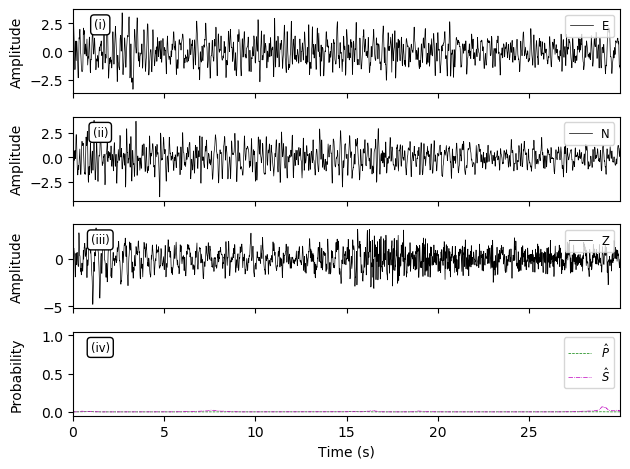 (i)
E
Amplitude
2.5
0.0
−2.5
(ii)
N
Amplitude
2.5
0.0
−2.5
(iii)
Z
Amplitude
0
−5
(iv)
P̂
Ŝ
Probability
1.0
0.5
0.0
0 5 10 15 20 25
Time (s)